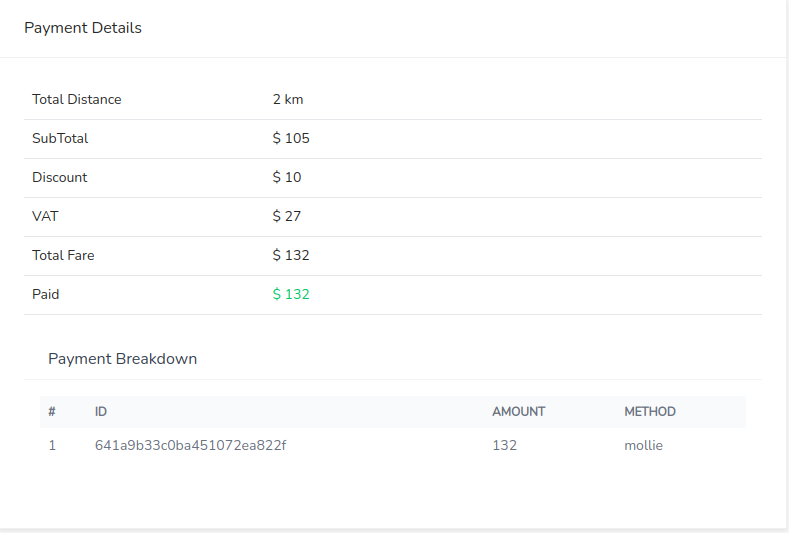 Payment Details
Total Distance 2 km
SubTotal $ 105
Discount $ 10
VAT $ 27
Total Fare $ 132
Paid $ 132
Payment Breakdown
# ID AMOUNT METHOD
1 641a9b33c0ba451072ea822f 132 mollie